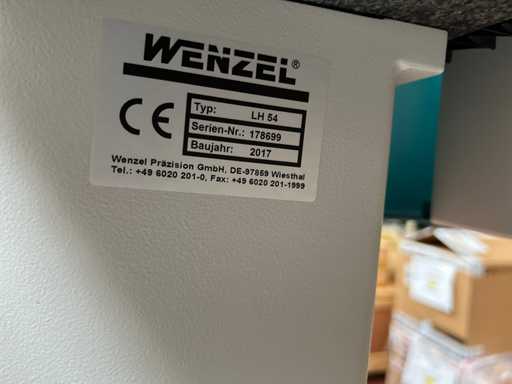 WENZEL®
CE
Typ: LH 54
Serien-Nr.: 178699
Baujahr: 2017
Wenzel Präzision GmbH, DE-97859 Wiesthal
Tel.: +49 6020 201-0, Fax: +49 6020 201-1999